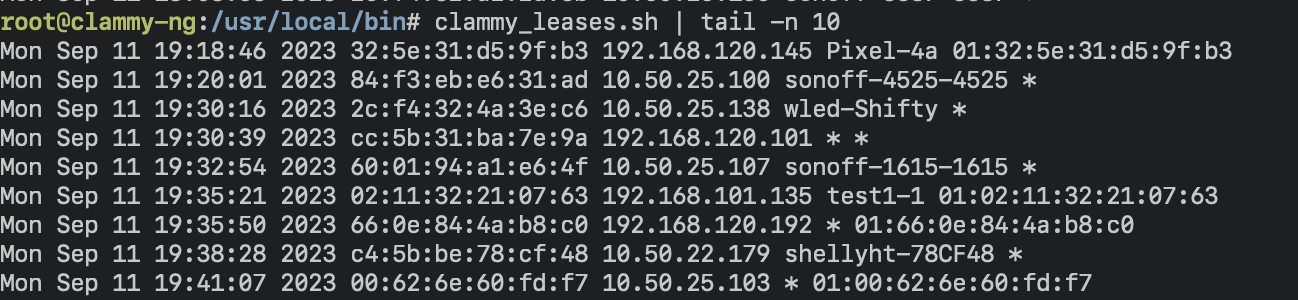 root@clammy-ng:/usr/local/bin# clammy_leases.sh | tail -n 10
Mon Sep 11 19:18:46 2023 32:5e:31:d5:9f:b3 192.168.120.145 Pixel-4a 01:32:5e:31:d5:9f:b3
Mon Sep 11 19:20:01 2023 84:f3:eb:e6:31:ad 10.50.25.100 sonoff-4525-4525 *
Mon Sep 11 19:30:16 2023 2c:f4:32:4a:3e:c6 10.50.25.138 wled-Shifty *
Mon Sep 11 19:30:39 2023 cc:5b:31:ba:7e:9a 192.168.120.101 * *
Mon Sep 11 19:32:54 2023 60:01:94:a1:e6:4f 10.50.25.107 sonoff-1615-1615 *
Mon Sep 11 19:35:21 2023 02:11:32:21:07:63 192.168.101.135 test1-1 01:02:11:32:21:07:63
Mon Sep 11 19:35:50 2023 66:0e:84:4a:b8:c0 192.168.120.192 * 01:66:0e:84:4a:b8:c0
Mon Sep 11 19:38:28 2023 c4:5b:be:78:cf:48 10.50.22.179 shellyht-78CF48 *
Mon Sep 11 19:41:07 2023 00:62:6e:60:fd:f7 10.50.25.103 * 01:00:62:6e:60:fd:f7